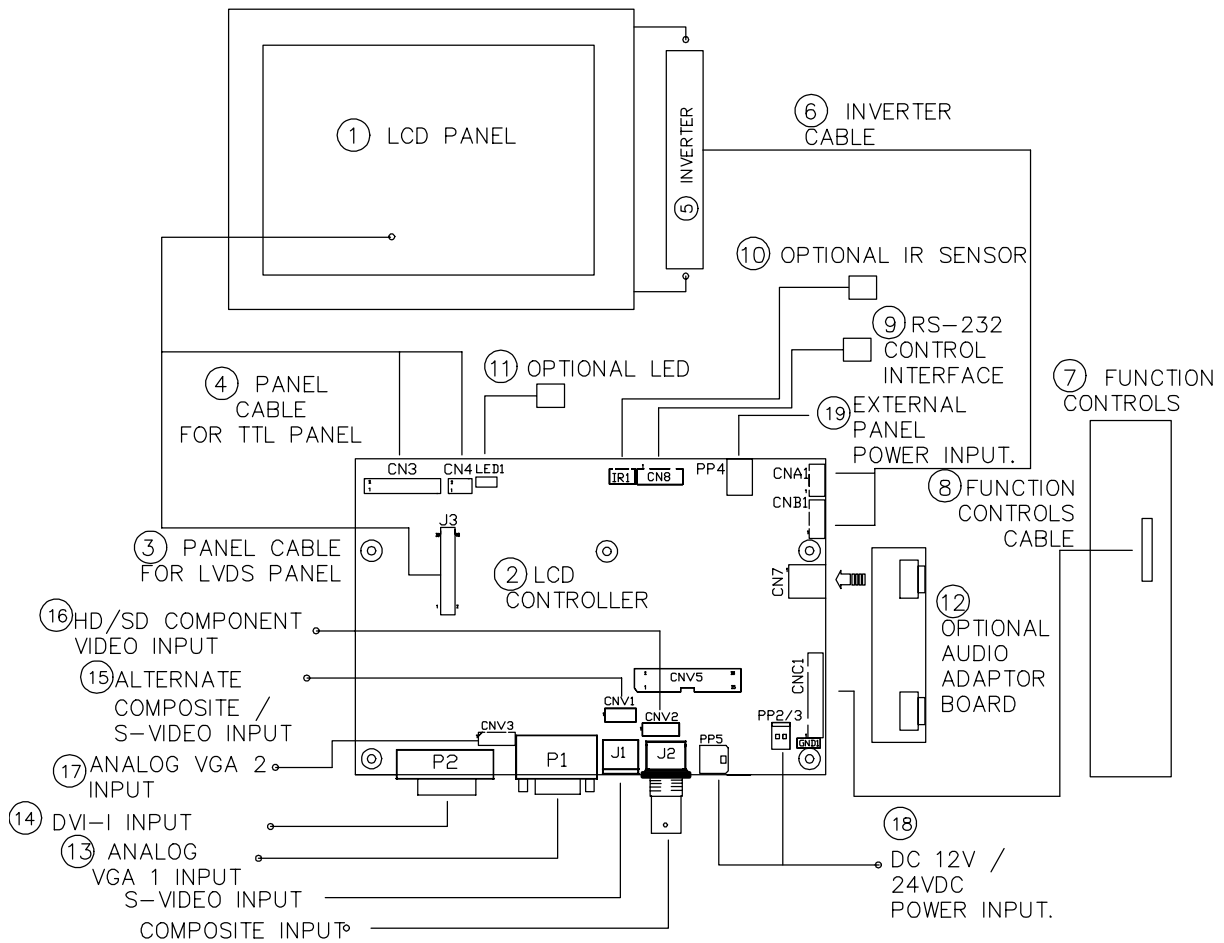 1 LCD PANEL
5 INVERTER
6 INVERTER
CABLE
10 OPTIONAL IR SENSOR
9 RS-232
CONTROL
INTERFACE
11 OPTIONAL LED
4 PANEL
CABLE
FOR TTL PANEL
7 FUNCTION
CONTROLS
19 EXTERNAL
PANEL
POWER INPUT.
CN3
CN4
LED1
IR1
CN8
PP4
CNA1
CNB1
8 FUNCTION
CONTROLS
CABLE
J3
3 PANEL CABLE
FOR LVDS PANEL
2 LCD
CONTROLLER
CN7
12
OPTIONAL
AUDIO
ADAPTOR
BOARD
16 HD/SD COMPONENT
VIDEO INPUT
15 ALTERNATE
COMPOSITE /
S-VIDEO INPUT
CNV5
CNC1
CNV1
CNV2
CNV3
PP2/3
GND1
PP5
P2
P1
J1
J2
17 ANALOG VGA 2
INPUT
14 DVI-I INPUT
13 ANALOG
VGA 1 INPUT
S-VIDEO INPUT
COMPOSITE INPUT
18
DC 12V /
24VDC
POWER INPUT.